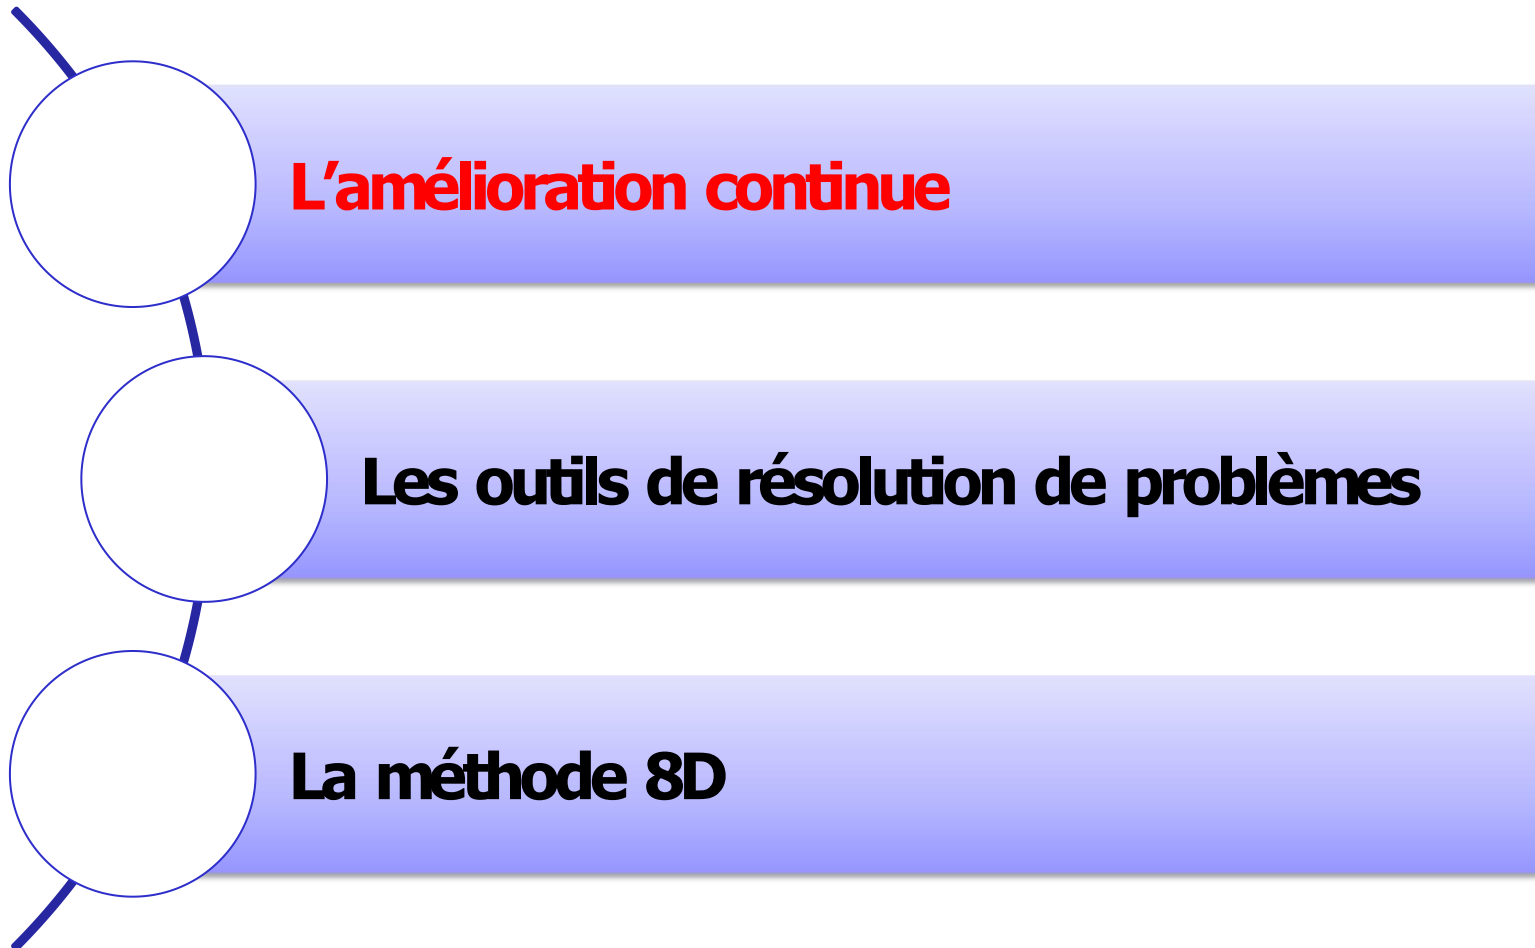 L’amélioration continue
Les outils de résolution de problèmes
La méthode 8D